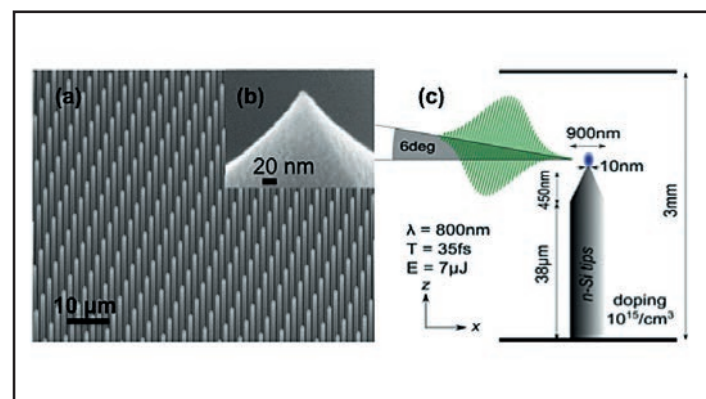 (a)
10 µm
(b)
20 nm
(c)
6deg
900nm
10nm
450nm
38µm
3mm
λ = 800nm
T = 35fs
E = 7µJ
z
x
n-Si tips
doping
10¹⁵/cm³